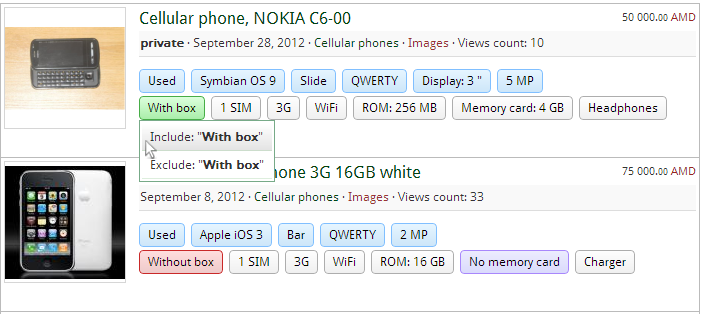 Cellular phone, NOKIA C6-00 50 000.00 AMD
private · September 28, 2012 · Cellular phones · Images · Views count: 10
Used Symbian OS 9 Slide QWERTY Display: 3 " 5 MP
With box 1 SIM 3G WiFi ROM: 256 MB Memory card: 4 GB Headphones
Include: "With box"
Exclude: "With box"
one 3G 16GB white 75 000.00 AMD
September 8, 2012 · Cellular phones · Images · Views count: 33
Used Apple iOS 3 Bar QWERTY 2 MP
Without box 1 SIM 3G WiFi ROM: 16 GB No memory card Charger